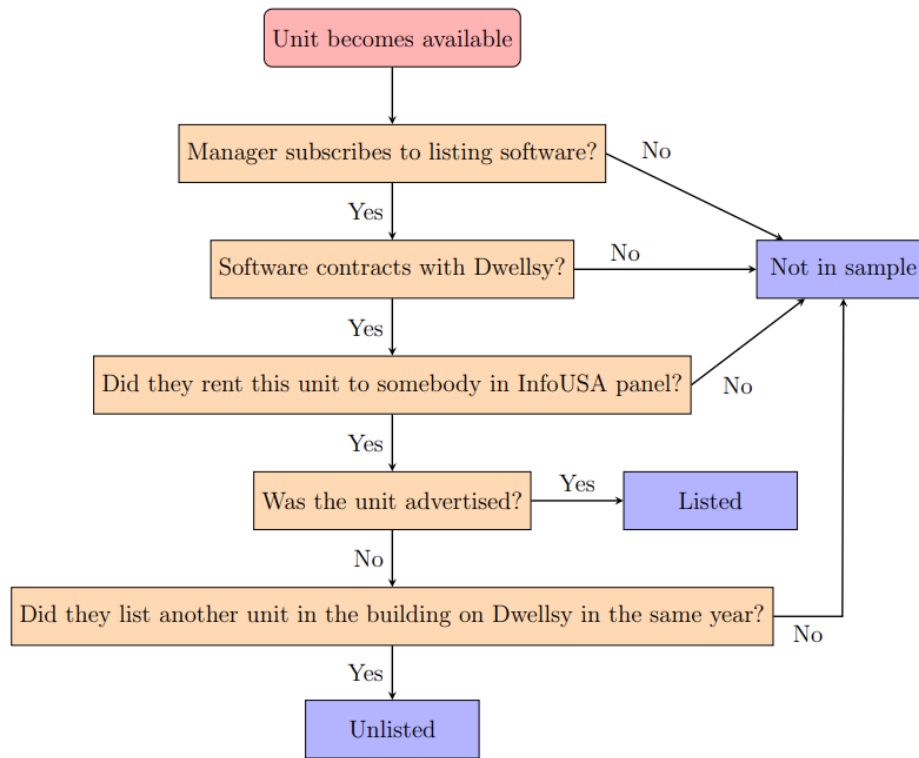 Unit becomes available
Manager subscribes to listing software?
No
Yes
Software contracts with Dwellsy?
No
Not in sample
Yes
Did they rent this unit to somebody in InfoUSA panel?
No
Yes
Was the unit advertised?
Yes
Listed
No
Did they list another unit in the building on Dwellsy in the same year?
No
Yes
Unlisted